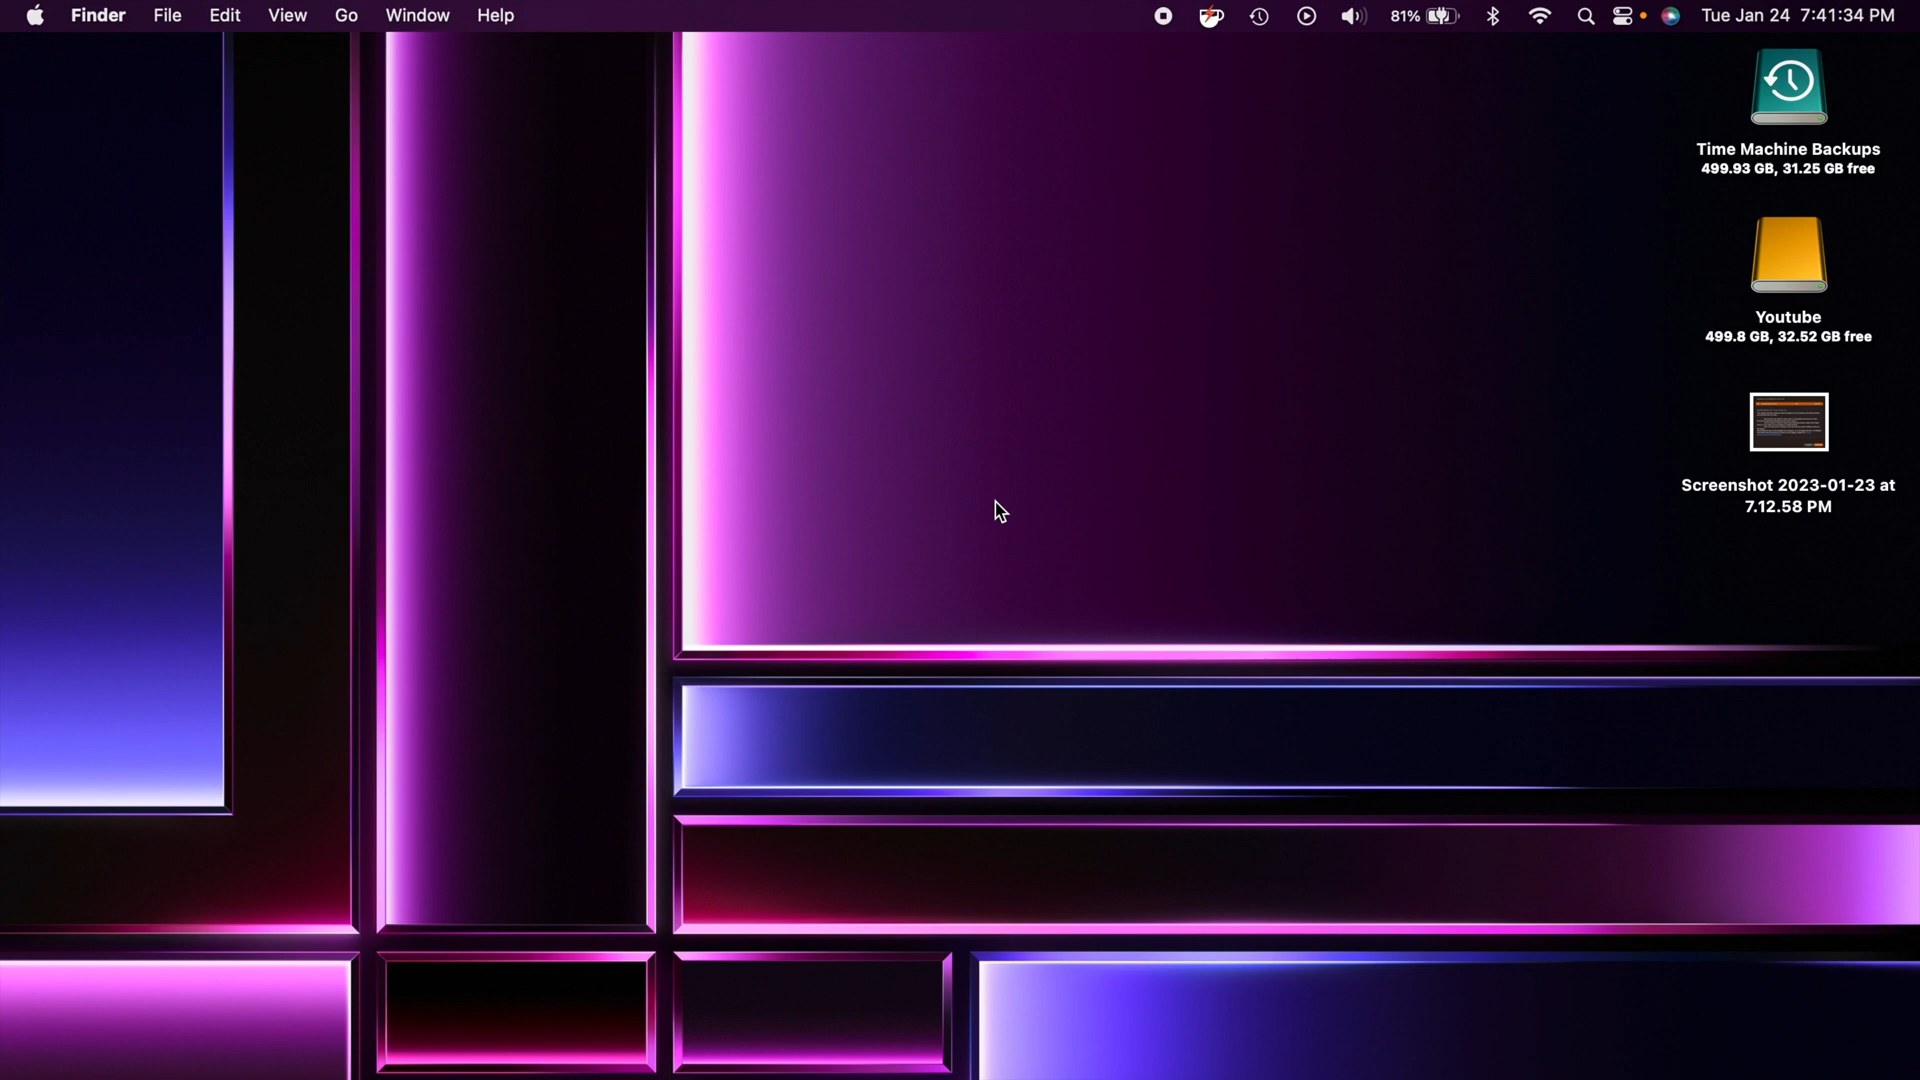 Finder File Edit View Go Window Help 81% Tue Jan 24 7:41:34 PM
Time Machine Backups
499.93 GB, 31.25 GB free
Youtube
499.8 GB, 32.52 GB free
Screenshot 2023-01-23 at
7.12.58 PM